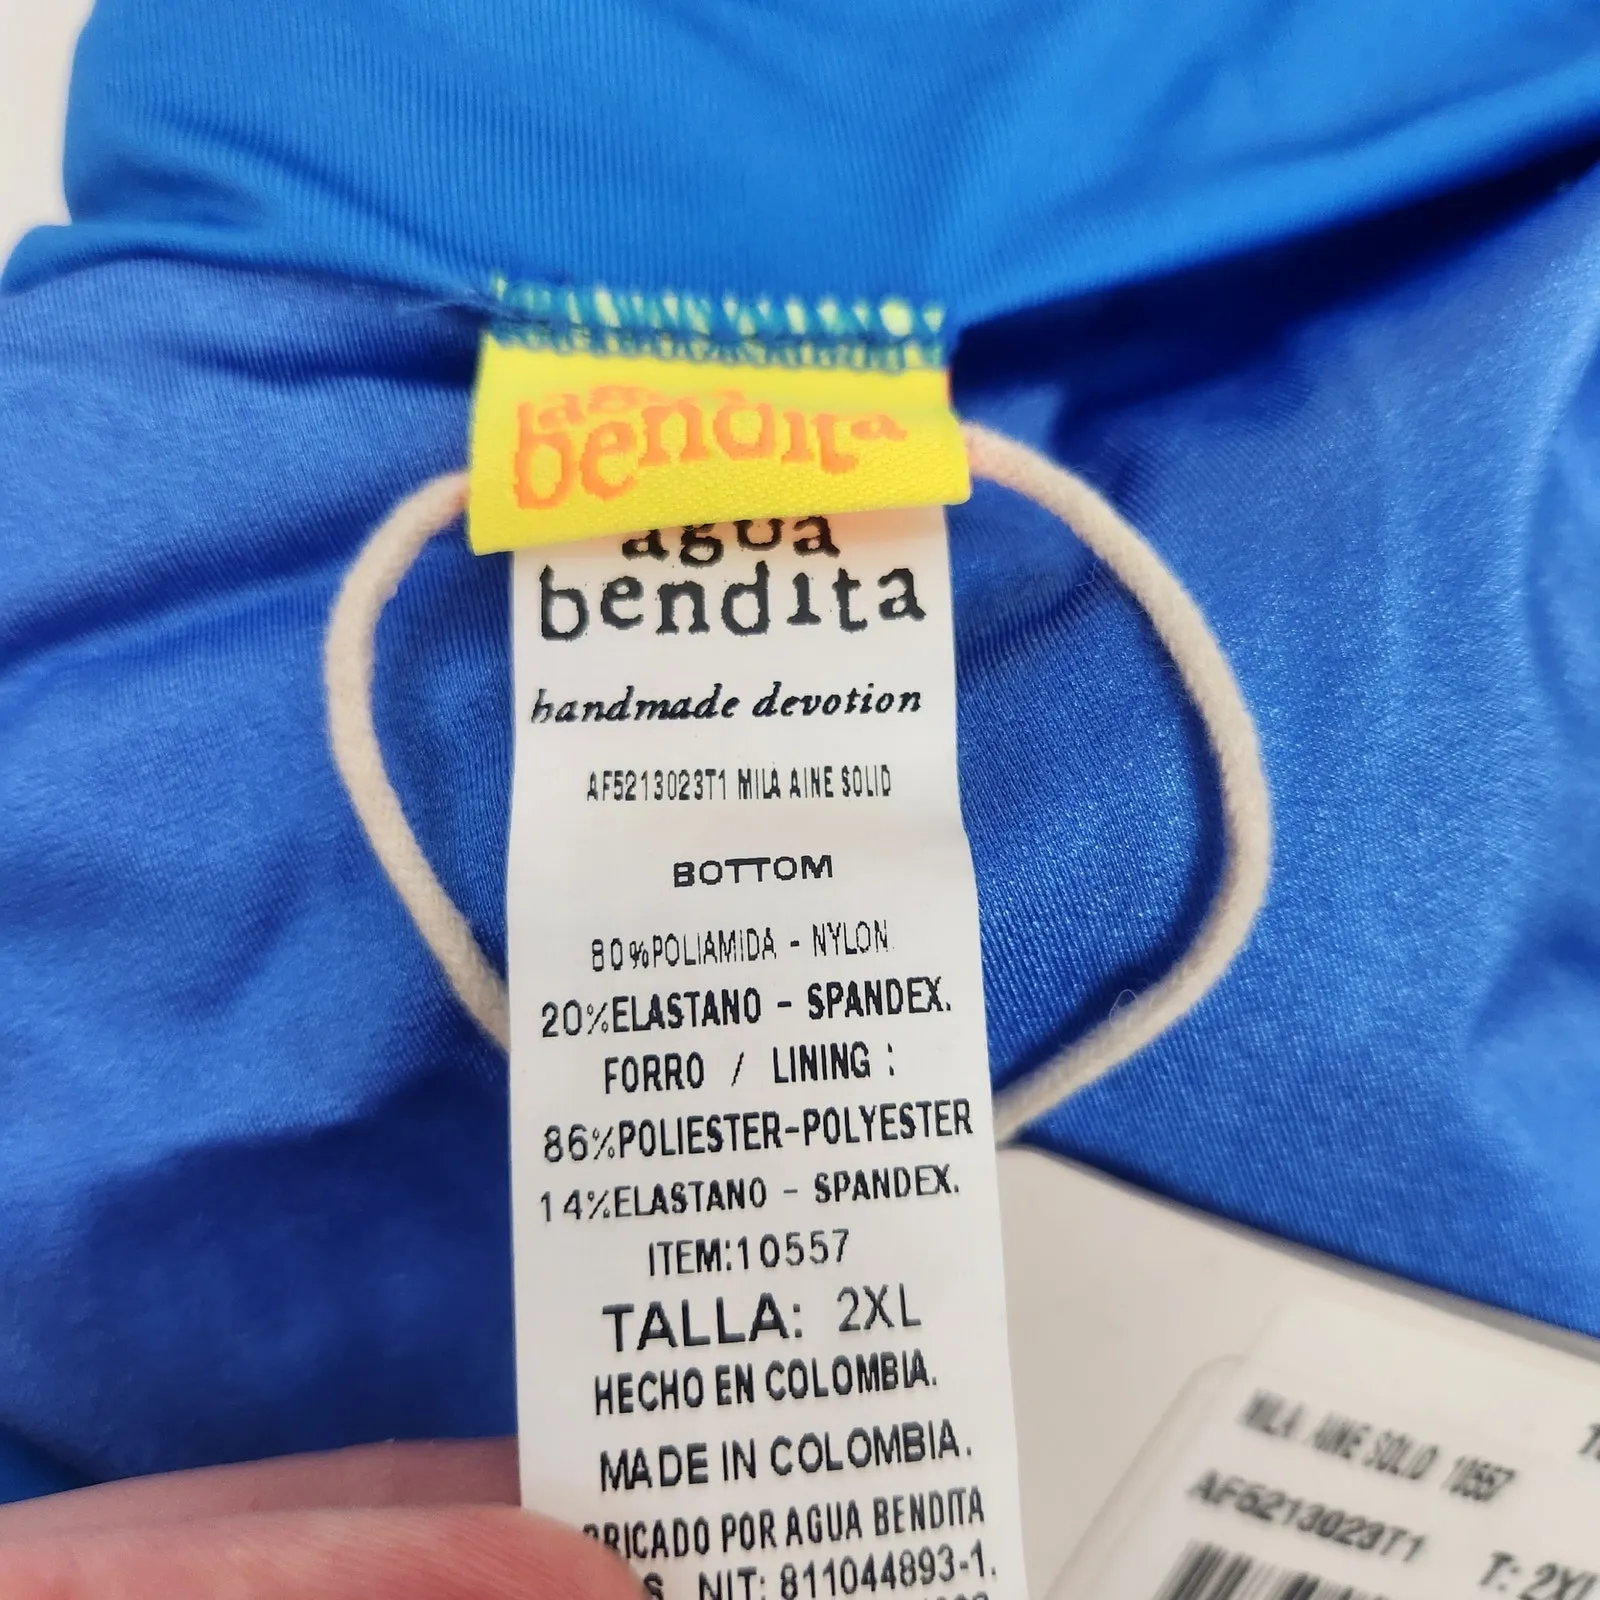 bendita
agua
bendita
handmade devotion
AF5213023T1 MILA AINE SOLID
BOTTOM
80%POLIAMIDA - NYLON.
20%ELASTANO - SPANDEX.
FORRO / LINING :
86%POLIESTER-POLYESTER
14%ELASTANO - SPANDEX.
ITEM:10557
TALLA: 2XL
HECHO EN COLOMBIA.
MADE IN COLOMBIA.
BRICADO POR AGUA BENDITA
S NIT: 811044893-1.
MILA AINE SOLID 10557
AF5213023T1
T: 2XL